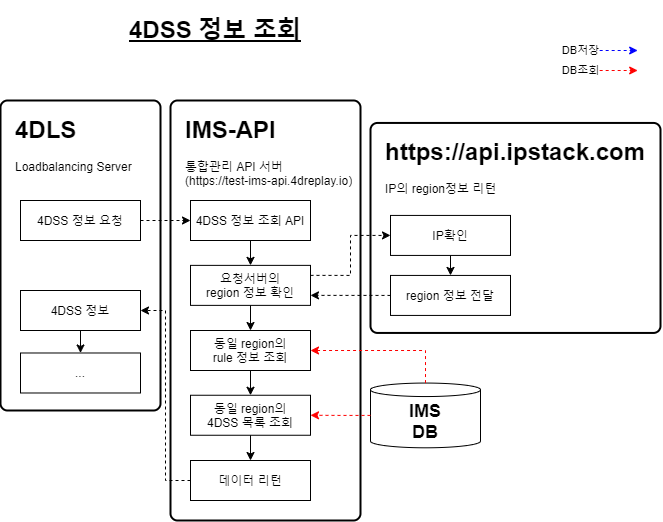 4DSS 정보 조회
DB저장
DB조회
4DLS
Loadbalancing Server
4DSS 정보 요청
4DSS 정보
...
IMS-API
통합관리 API 서버
(https://test-ims-api.4dreplay.io)
4DSS 정보 조회 API
요청서버의
region 정보 확인
동일 region의
rule 정보 조회
동일 region의
4DSS 목록 조회
데이터 리턴
https://api.ipstack.com
IP의 region정보 리턴
IP확인
region 정보 전달
IMS
DB